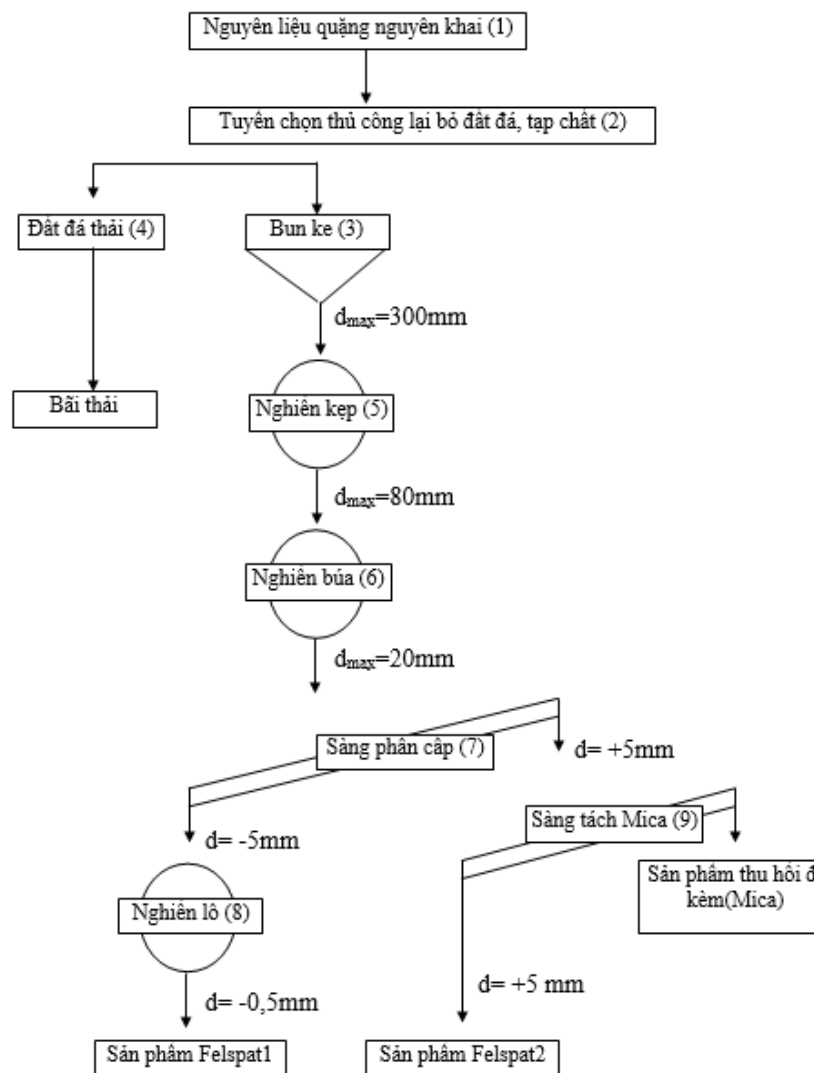 Nguyên liệu quặng nguyên khai (1)
Tuyên chọn thủ công lại bỏ đất đá, tạp chất (2)
Đất đá thải (4)
Bun ke (3)
dmax=300mm
Bãi thải
Nghiên kẹp (5)
dmax=80mm
Nghiên búa (6)
dmax=20mm
Sàng phân câp (7)
d= +5mm
Sàng tách Mica (9)
d= -5mm
Sản phẩm thu hồi đ
kèm(Mica)
Nghiên lô (8)
d= +5 mm
d= -0,5mm
Sản phẩm Felspat1
Sản phẩm Felspat2